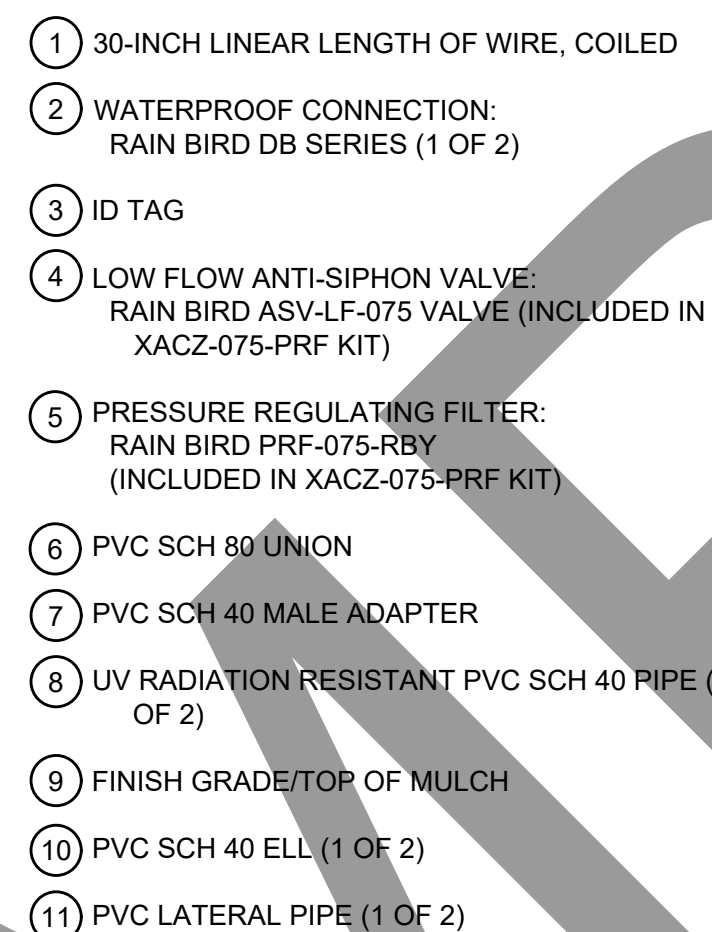 1 30-INCH LINEAR LENGTH OF WIRE, COILED
2 WATERPROOF CONNECTION:
RAIN BIRD DB SERIES (1 OF 2)
3 ID TAG
4 LOW FLOW ANTI-SIPHON VALVE:
RAIN BIRD ASV-LF-075 VALVE (INCLUDED IN
XACZ-075-PRF KIT)
5 PRESSURE REGULATING FILTER:
RAIN BIRD PRF-075-RBY
(INCLUDED IN XACZ-075-PRF KIT)
6 PVC SCH 80 UNION
7 PVC SCH 40 MALE ADAPTER
8 UV RADIATION RESISTANT PVC SCH 40 PIPE (
OF 2)
9 FINISH GRADE/TOP OF MULCH
10 PVC SCH 40 ELL (1 OF 2)
11 PVC LATERAL PIPE (1 OF 2)